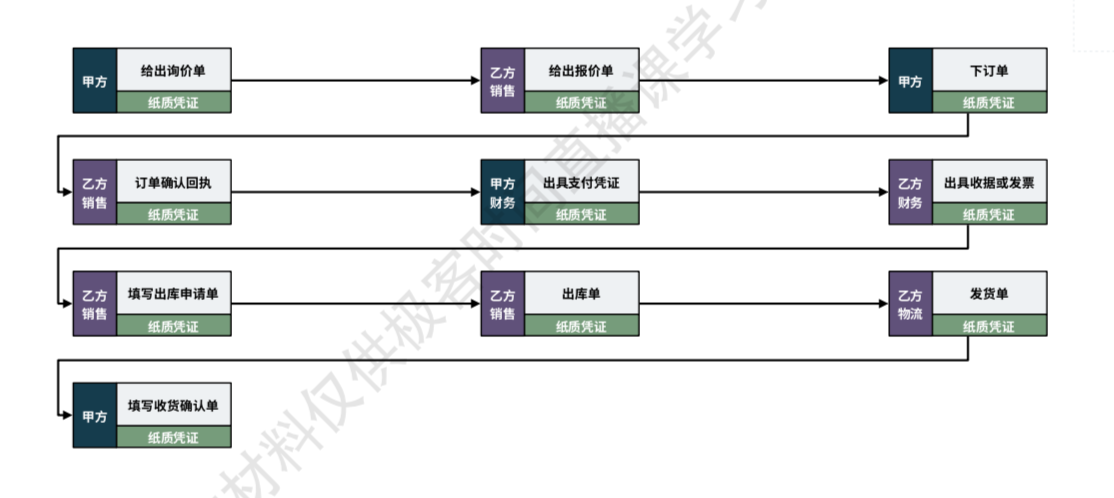 甲方
给出询价单
纸质凭证
乙方
销售
给出报价单
纸质凭证
甲方
下订单
纸质凭证
乙方
销售
订单确认回执
纸质凭证
甲方
财务
出具支付凭证
纸质凭证
乙方
财务
出具收据或发票
纸质凭证
乙方
销售
填写出库申请单
纸质凭证
乙方
销售
出库单
纸质凭证
乙方
物流
发货单
纸质凭证
甲方
填写收货确认单
纸质凭证
材料仅供极客时间直播课学习